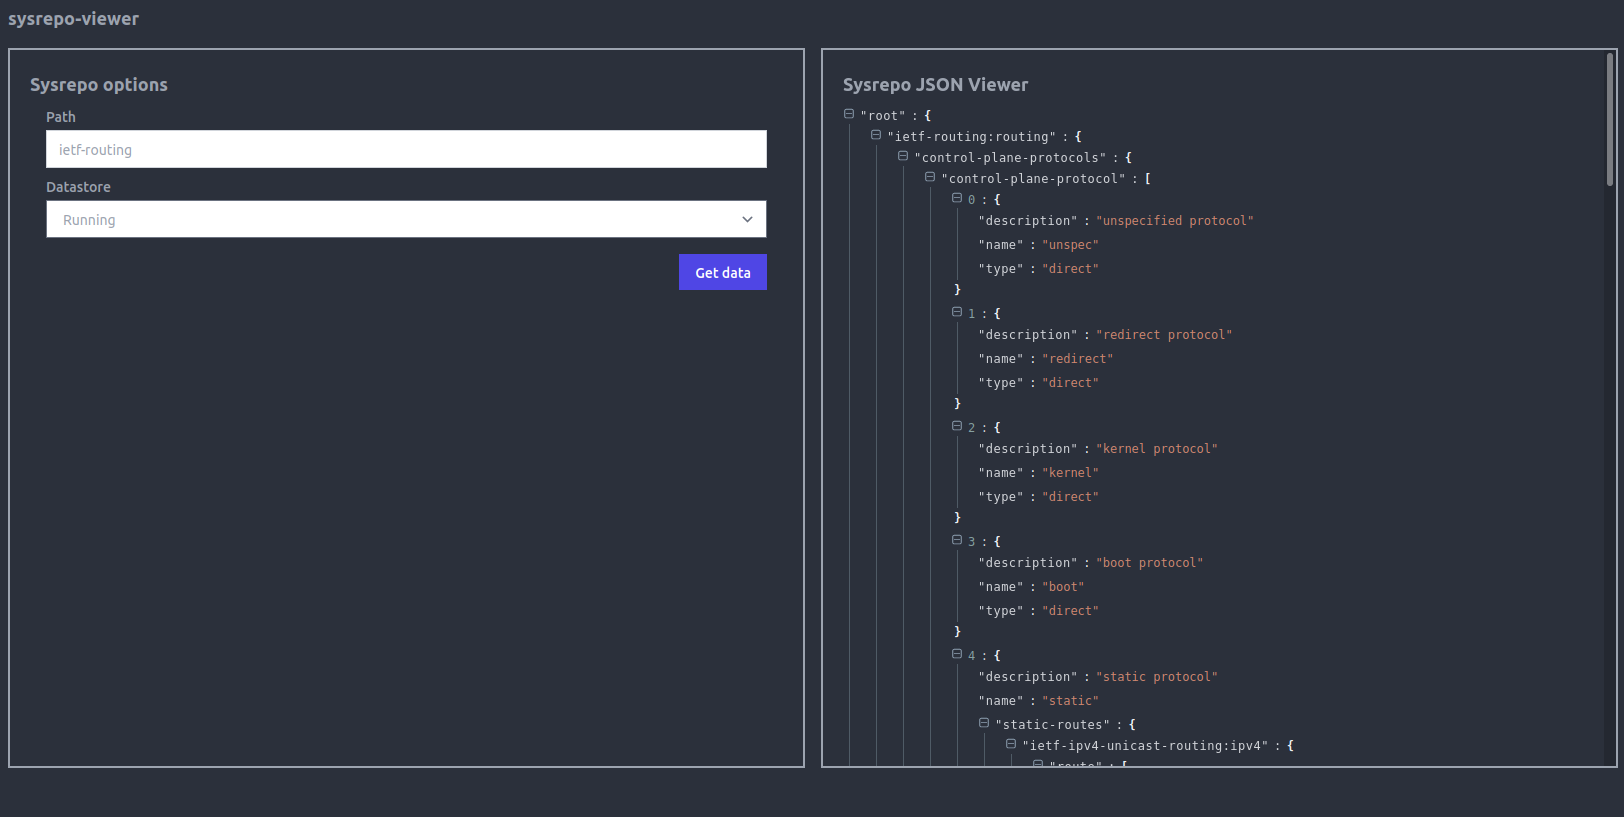 sysrepo-viewer
Sysrepo options
Path
ietf-routing
Datastore
Running
Get data
Sysrepo JSON Viewer
"root" : {
"ietf-routing:routing" : {
"control-plane-protocols" : {
"control-plane-protocol" : [
0 : {
"description" : "unspecified protocol"
"name" : "unspec"
"type" : "direct"
}
1 : {
"description" : "redirect protocol"
"name" : "redirect"
"type" : "direct"
}
2 : {
"description" : "kernel protocol"
"name" : "kernel"
"type" : "direct"
}
3 : {
"description" : "boot protocol"
"name" : "boot"
"type" : "direct"
}
4 : {
"description" : "static protocol"
"name" : "static"
"static-routes" : {
"ietf-ipv4-unicast-routing:ipv4" : {
"route" : [